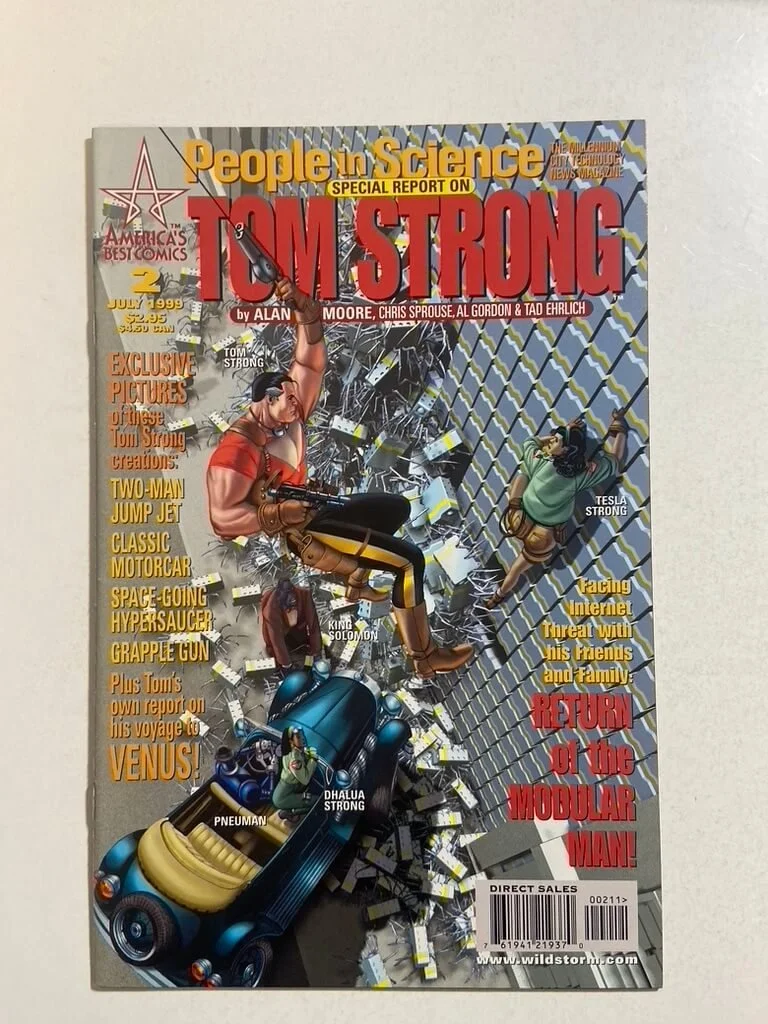 People in Science
THE MILLENNIUM
CITY TECHNOLOGY
NEWS MAGAZINE
SPECIAL REPORT ON
TOM STRONG
TM
by ALAN MOORE, CHRIS SPROUSE, AL GORDON & TAD EHRLICH
TM
AMERICA'S
BEST COMICS
2
JULY 1999
$2.95
$4.50 CAN
EXCLUSIVE
PICTURES
of these
Tom Strong
creations:
TWO-MAN
JUMP JET
CLASSIC
MOTORCAR
SPACE-GOING
HYPERSAUCER
GRAPPLE GUN
Plus Tom's
own report on
his voyage to
VENUS!
TOM
STRONG
TESLA
STRONG
KING
SOLOMON
DHALUA
STRONG
PNEUMAN
Facing
Internet
Threat with
his Friends
and Family:
RETURN
of the
MODULAR
MAN!
DIRECT SALES
00211>
7 61941 21937 0
www.wildstorm.com